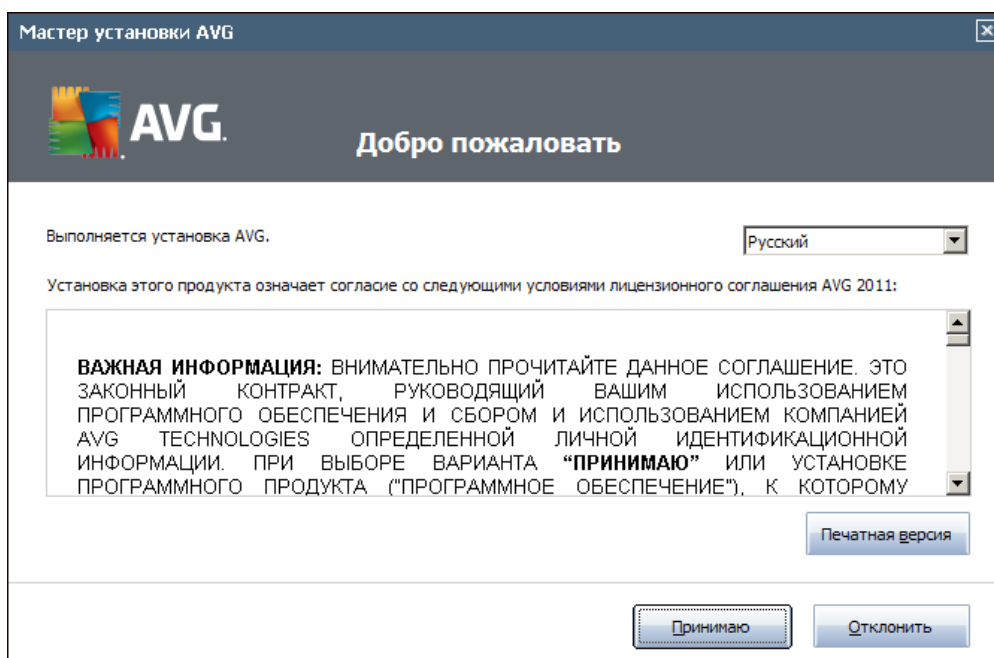 Мастер установки AVG
AVG.
Добро пожаловать
Выполняется установка AVG.
Русский
Установка этого продукта означает согласие со следующими условиями лицензионного соглашения AVG 2011:
ВАЖНАЯ ИНФОРМАЦИЯ: ВНИМАТЕЛЬНО ПРОЧИТАЙТЕ ДАННОЕ СОГЛАШЕНИЕ. ЭТО
ЗАКОННЫЙ КОНТРАКТ, РУКОВОДЯЩИЙ ВАШИМ ИСПОЛЬЗОВАНИЕМ
ПРОГРАММНОГО ОБЕСПЕЧЕНИЯ И СБОРОМ И ИСПОЛЬЗОВАНИЕМ КОМПАНИЕЙ
AVG TECHNOLOGIES ОПРЕДЕЛЕННОЙ ЛИЧНОЙ ИДЕНТИФИКАЦИОННОЙ
ИНФОРМАЦИИ. ПРИ ВЫБОРЕ ВАРИАНТА “ПРИНИМАЮ” ИЛИ УСТАНОВКЕ
ПРОГРАММНОГО ПРОДУКТА ("ПРОГРАММНОЕ ОБЕСПЕЧЕНИЕ"), К КОТОРОМУ
Печатная версия
Принимаю
Отклонить